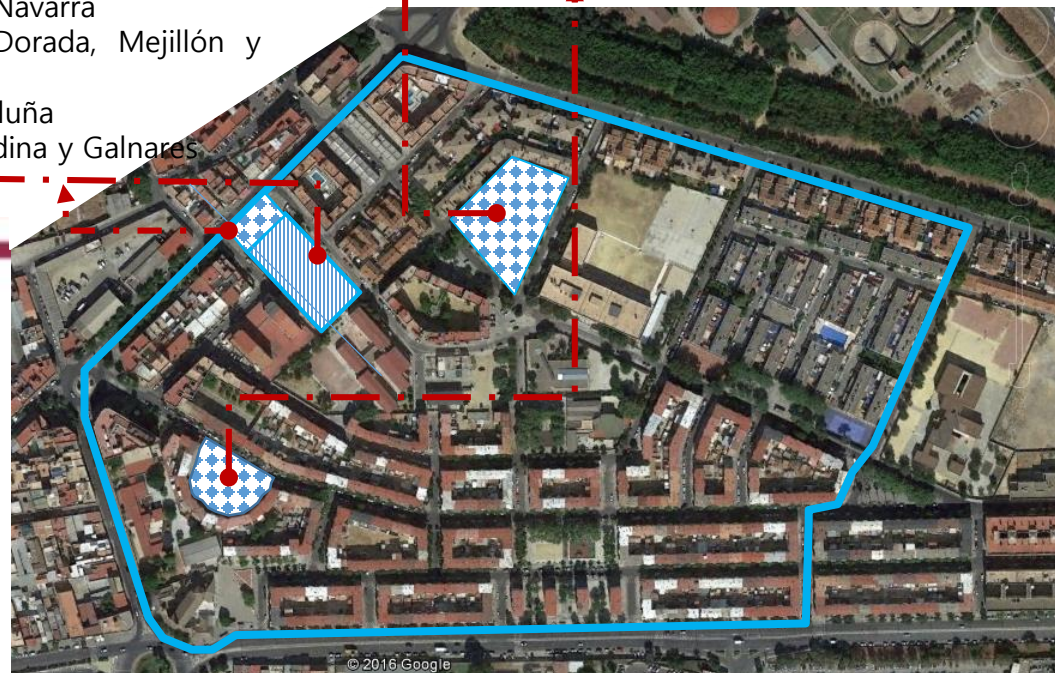 Navarra
Dorada, Mejillón y
luña
dina y Galnares
© 2016 Google